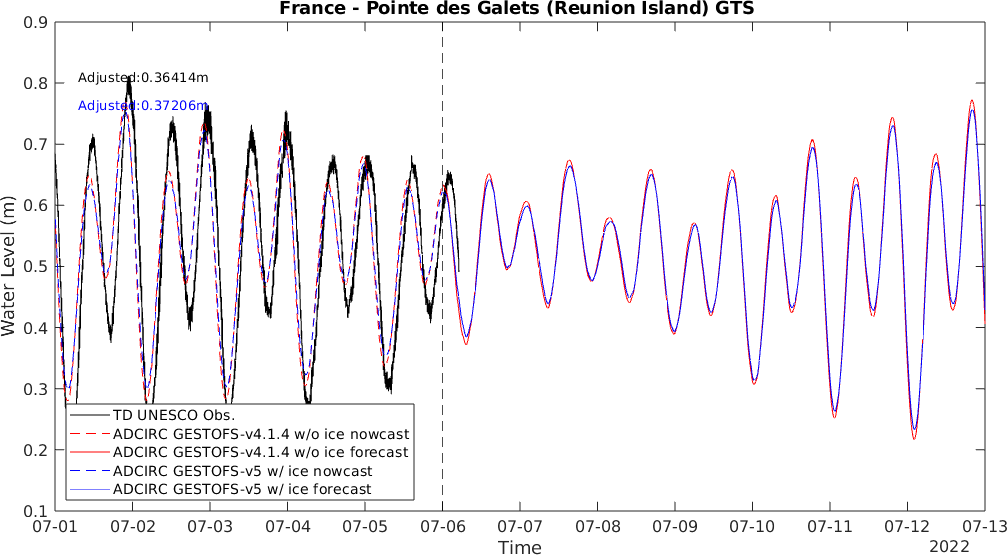 France - Pointe des Galets (Reunion Island) GTS
0.9
0.8
0.7
0.6
0.5
0.4
0.3
0.2
0.1
Water Level (m)
Adjusted:0.36414m
Adjusted:0.37206m
TD UNESCO Obs.
ADCIRC GESTOFS-v4.1.4 w/o ice nowcast
ADCIRC GESTOFS-v4.1.4 w/o ice forecast
ADCIRC GESTOFS-v5 w/ ice nowcast
ADCIRC GESTOFS-v5 w/ ice forecast
07-01 07-02 07-03 07-04 07-05 07-06 07-07 07-08 07-09 07-10 07-11 07-12 07-13
Time
2022